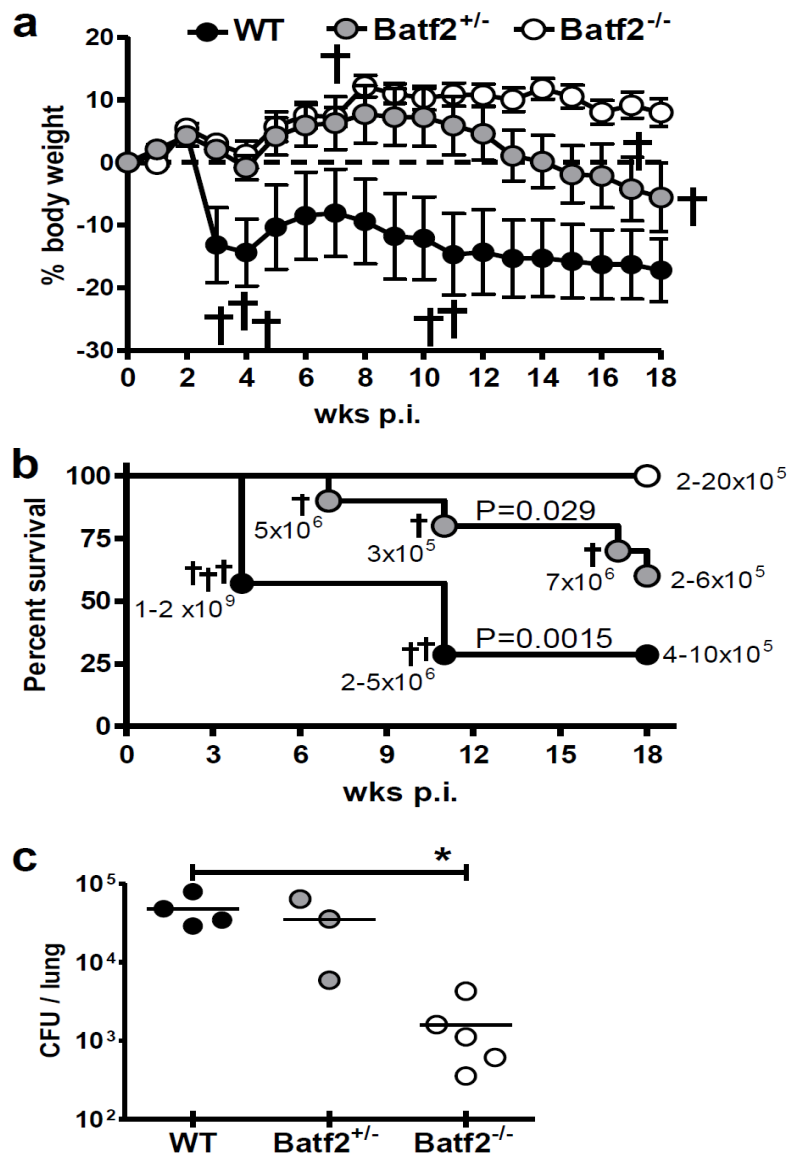 a
WT Batf2+/- Batf2-/-
†
20
10
0
-10
-20
-30
% body weight
†
†
† † † † †
0 2 4 6 8 10 12 14 16 18
wks p.i.
b
100
75
50
25
0
Percent survival
2-20x10⁵
†
5x10⁶
†
3x10⁵
P=0.029
†
7x10⁶
2-6x10⁵
†††
1-2 x10⁹
††
2-5x10⁶
P=0.0015
4-10x10⁵
0 3 6 9 12 15 18
wks p.i.
c
*
10⁵
10⁴
10³
10²
CFU / lung
WT Batf2+/- Batf2-/-